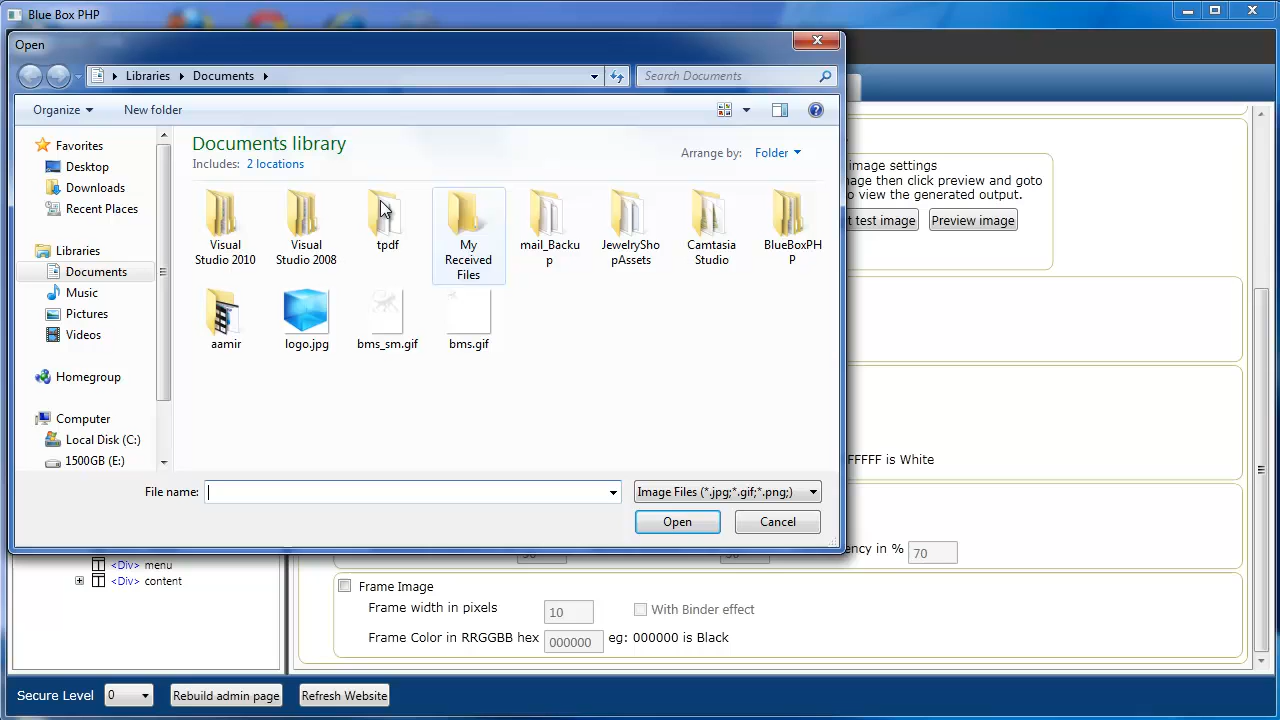 Blue Box PHP
Open
Libraries Documents
Search Documents
Organize New folder
Favorites
Desktop
Downloads
Recent Places
Libraries
Documents
Music
Pictures
Videos
Homegroup
Computer
Local Disk (C:)
1500GB (E:)
Documents library
Includes: 2 locations
Arrange by: Folder
Visual
Studio 2010
Visual
Studio 2008
tpdf
My
Received
Files
mail_Backu
p
JewelrySho
pAssets
Camtasia
Studio
BlueBoxPH
P
aamir
logo.jpg
bms_sm.gif
bms.gif
File name:
Image Files (*.jpg;*.gif;*.png;)
Open
Cancel
image settings
age then click preview and goto
o view the generated output.
t test image
Preview image
FFFFF is White
ency in % 70
<Div> menu
<Div> content
Frame Image
Frame width in pixels 10 With Binder effect
Frame Color in RRGGBB hex 000000 eg: 000000 is Black
Secure Level 0 Rebuild admin page Refresh Website